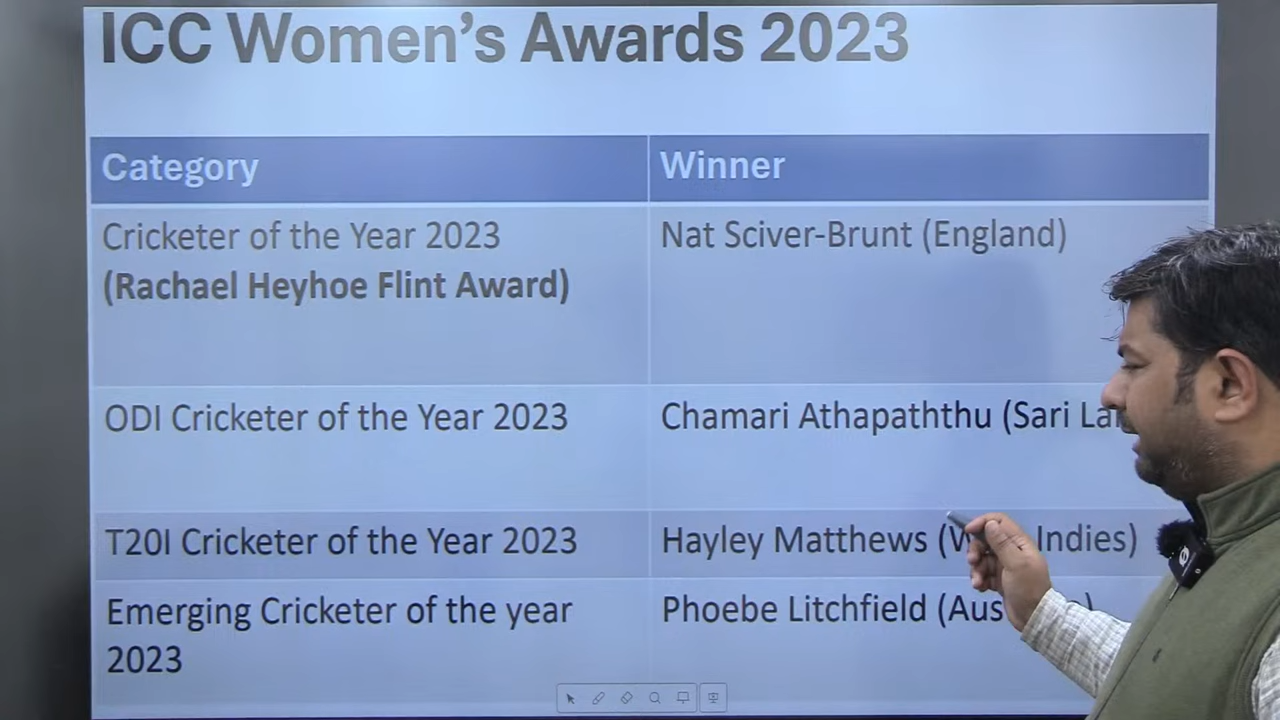 ICC Women's Awards 2023
Category
Winner
Cricketer of the Year 2023
(Rachael Heyhoe Flint Award)
Nat Sciver-Brunt (England)
ODI Cricketer of the Year 2023
Chamari Athapaththu (Sari
T20I Cricketer of the Year 2023
Hayley Matthews Indies)
Emerging Cricketer of the year
2023
Phoebe Litchfield